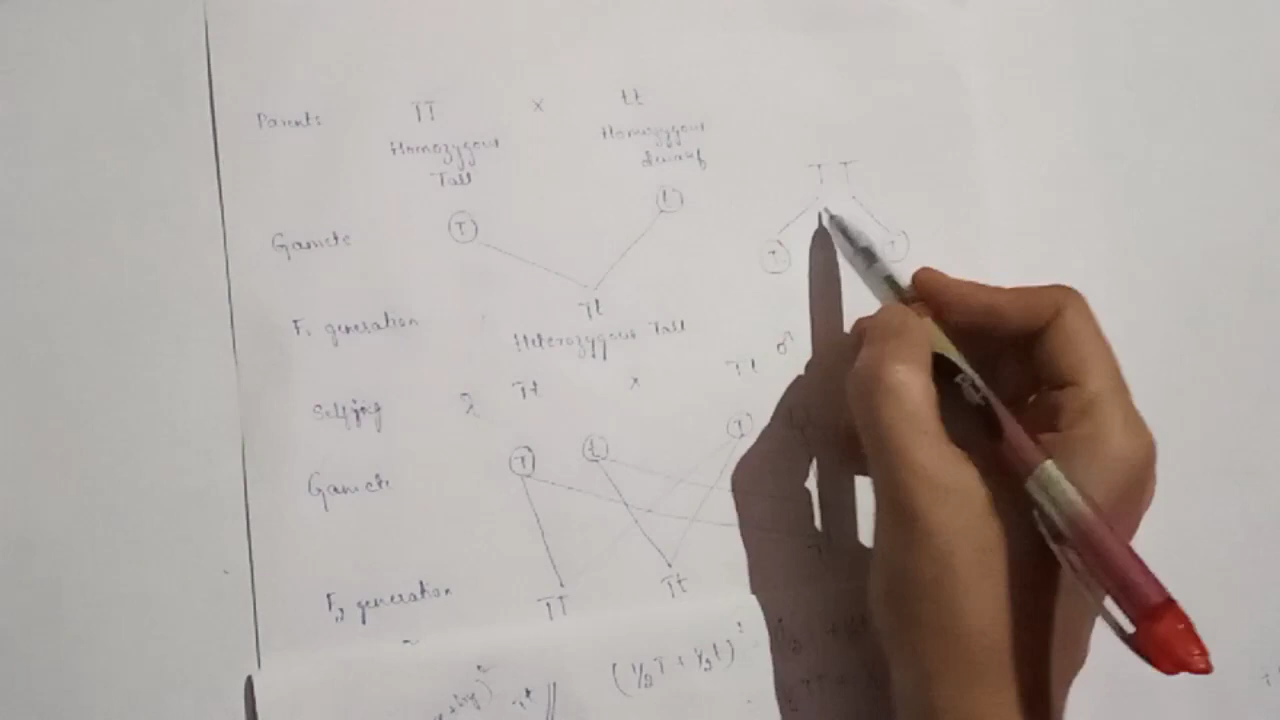 Parents TT × tt
Homozygous Homozygous
Tall dwarf
T T
Gamete T t
T T
Tt
F1 generation
Heterozygous Tall
Selfing ♀ Tt × Tt ♂
Gamete T t T
F2 generation TT Tt
(1/2T + 1/2t)²